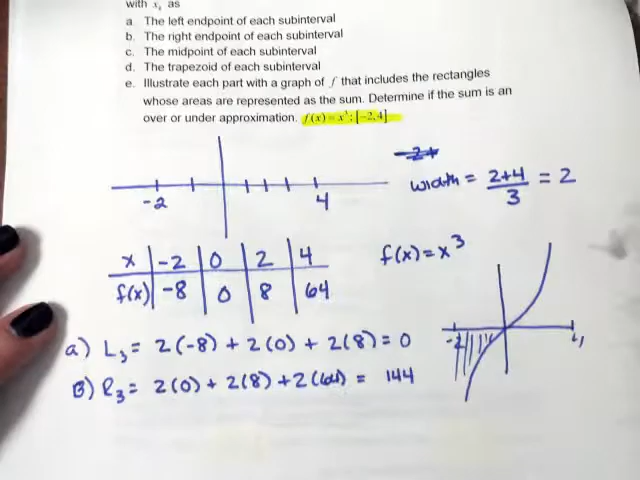 with xₖ as
a. The left endpoint of each subinterval
b. The right endpoint of each subinterval
c. The midpoint of each subinterval
d. The trapezoid of each subinterval
e. Illustrate each part with a graph of f that includes the rectangles
whose areas are represented as the sum. Determine if the sum is an
over or under approximation. f(x) = x³; [−2,4]
-2+
width = 2+4/3 = 2
-2 4
x -2 0 2 4
f(x) -8 0 8 64
f(x) = x³
-2 4
a) L₃ = 2(-8) + 2(0) + 2(8) = 0
B) R₃ = 2(0) + 2(8) + 2(64) = 144